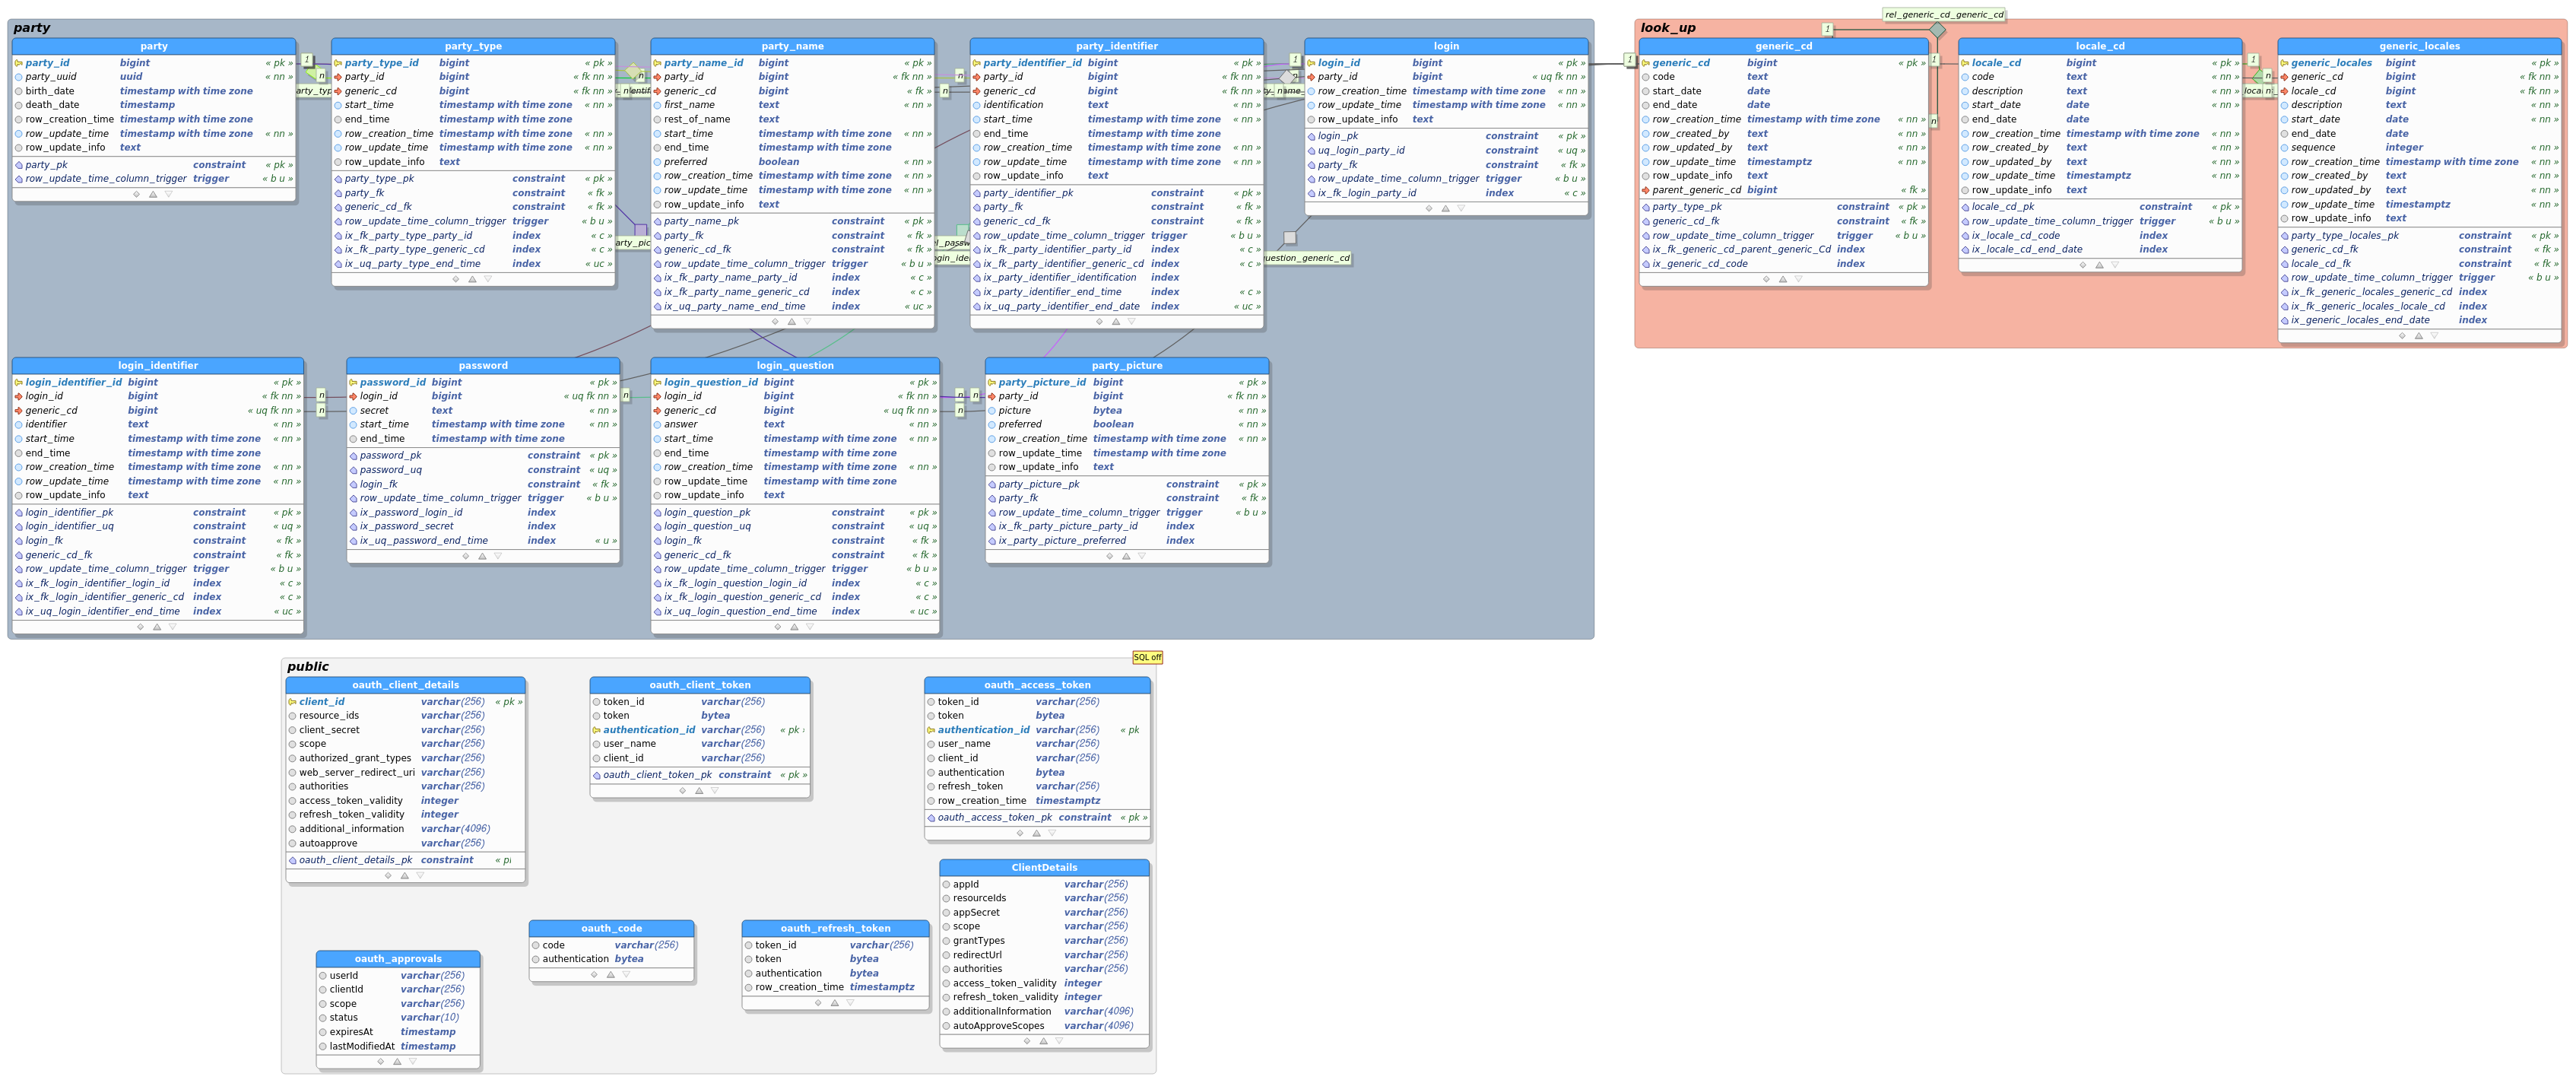 party
party
party_id bigint « pk »
party_uuid uuid « nn »
birth_date timestamp with time zone
death_date timestamp
row_creation_time timestamp with time zone
row_update_time timestamp with time zone « nn »
row_update_info text
party_pk constraint « pk »
row_update_time_column_trigger trigger « b u »
party_type
party_type_id bigint « pk »
party_id bigint « fk nn »
generic_cd bigint « fk nn »
start_time timestamp with time zone « nn »
end_time timestamp with time zone
row_creation_time timestamp with time zone « nn »
row_update_time timestamp with time zone « nn »
row_update_info text
party_type_pk constraint « pk »
party_fk constraint « fk »
generic_cd_fk constraint « fk »
row_update_time_column_trigger trigger « b u »
ix_fk_party_type_party_id index « c »
ix_fk_party_type_generic_cd index « c »
ix_uq_party_type_end_time index « uc »
party_name
party_name_id bigint « pk »
party_id bigint « fk nn »
generic_cd bigint « fk »
first_name text « nn »
rest_of_name text
start_time timestamp with time zone « nn »
end_time timestamp with time zone
preferred boolean « nn »
row_creation_time timestamp with time zone « nn »
row_update_time timestamp with time zone « nn »
row_update_info text
party_name_pk constraint « pk »
party_fk constraint « fk »
generic_cd_fk constraint « fk »
row_update_time_column_trigger trigger « b u »
ix_fk_party_name_party_id index « c »
ix_fk_party_name_generic_cd index « c »
ix_uq_party_name_end_time index « uc »
party_identifier
party_identifier_id bigint « pk »
party_id bigint « fk nn »
generic_cd bigint « fk nn »
identification text « nn »
start_time timestamp with time zone « nn »
end_time timestamp with time zone
row_creation_time timestamp with time zone « nn »
row_update_time timestamp with time zone « nn »
row_update_info text
party_identifier_pk constraint « pk »
party_fk constraint « fk »
generic_cd_fk constraint « fk »
row_update_time_column_trigger trigger « b u »
ix_fk_party_identifier_party_id index « c »
ix_fk_party_identifier_generic_cd index « c »
ix_party_identifier_identification index
ix_party_identifier_end_time index « c »
ix_uq_party_identifier_end_date index « uc »
login
login_id bigint « pk »
party_id bigint « uq fk nn »
row_creation_time timestamp with time zone « nn »
row_update_time timestamp with time zone « nn »
row_update_info text
login_pk constraint « pk »
uq_login_party_id constraint « uq »
party_fk constraint « fk »
row_update_time_column_trigger trigger « b u »
ix_fk_login_party_id index « c »
question_generic_cd
login_identifier
login_identifier_id bigint « pk »
login_id bigint « fk nn »
generic_cd bigint « uq fk nn »
identifier text « nn »
start_time timestamp with time zone « nn »
end_time timestamp with time zone
row_creation_time timestamp with time zone « nn »
row_update_time timestamp with time zone « nn »
row_update_info text
login_identifier_pk constraint « pk »
login_identifier_uq constraint « uq »
login_fk constraint « fk »
generic_cd_fk constraint « fk »
row_update_time_column_trigger trigger « b u »
ix_fk_login_identifier_login_id index « c »
ix_fk_login_identifier_generic_cd index « c »
ix_uq_login_identifier_end_time index « uc »
password
password_id bigint « pk »
login_id bigint « uq fk nn »
secret text « nn »
start_time timestamp with time zone « nn »
end_time timestamp with time zone
password_pk constraint « pk »
password_uq constraint « uq »
login_fk constraint « fk »
row_update_time_column_trigger trigger « b u »
ix_password_login_id index
ix_password_secret index
ix_uq_password_end_time index « u »
login_question
login_question_id bigint « pk »
login_id bigint « fk nn »
generic_cd bigint « uq fk nn »
answer text « nn »
start_time timestamp with time zone « nn »
end_time timestamp with time zone
row_creation_time timestamp with time zone « nn »
row_update_time timestamp with time zone
row_update_info text
login_question_pk constraint « pk »
login_question_uq constraint « uq »
login_fk constraint « fk »
generic_cd_fk constraint « fk »
row_update_time_column_trigger trigger « b u »
ix_fk_login_question_login_id index « c »
ix_fk_login_question_generic_cd index « c »
ix_uq_login_question_end_time index « uc »
party_picture
party_picture_id bigint « pk »
party_id bigint « fk nn »
picture bytea « nn »
preferred boolean « nn »
row_creation_time timestamp with time zone « nn »
row_update_time timestamp with time zone
row_update_info text
party_picture_pk constraint « pk »
party_fk constraint « fk »
row_update_time_column_trigger trigger « b u »
ix_fk_party_picture_party_id index
ix_party_picture_preferred index
look_up
rel_generic_cd_generic_cd
generic_cd
generic_cd bigint « pk »
code text
start_date date
end_date date
row_creation_time timestamp with time zone « nn »
row_created_by text « nn »
row_updated_by text « nn »
row_update_time timestamptz « nn »
row_update_info text
parent_generic_cd bigint « fk »
party_type_pk constraint « pk »
generic_cd_fk constraint « fk »
row_update_time_column_trigger trigger « b u »
ix_fk_generic_cd_parent_generic_Cd index
ix_generic_cd_code index
locale_cd
locale_cd bigint « pk »
code text « nn »
description text « nn »
start_date date « nn »
end_date date
row_creation_time timestamp with time zone « nn »
row_created_by text « nn »
row_updated_by text « nn »
row_update_time timestamptz « nn »
row_update_info text
locale_cd_pk constraint « pk »
row_update_time_column_trigger trigger « b u »
ix_locale_cd_code index
ix_locale_cd_end_date index
generic_locales
generic_locales bigint « pk »
generic_cd bigint « fk nn »
locale_cd bigint « fk nn »
description text « nn »
start_date date « nn »
end_date date
sequence integer « nn »
row_creation_time timestamp with time zone « nn »
row_created_by text « nn »
row_updated_by text « nn »
row_update_time timestamptz « nn »
row_update_info text
party_type_locales_pk constraint « pk »
generic_cd_fk constraint « fk »
locale_cd_fk constraint « fk »
row_update_time_column_trigger trigger « b u »
ix_fk_generic_locales_generic_cd index
ix_fk_generic_locales_locale_cd index
ix_generic_locales_end_date index
public
SQL off
oauth_client_details
client_id varchar(256) « pk »
resource_ids varchar(256)
client_secret varchar(256)
scope varchar(256)
authorized_grant_types varchar(256)
web_server_redirect_uri varchar(256)
authorities varchar(256)
access_token_validity integer
refresh_token_validity integer
additional_information varchar(4096)
autoapprove varchar(256)
oauth_client_details_pk constraint
oauth_client_token
token_id varchar(256)
token bytea
authentication_id varchar(256) « pk
user_name varchar(256)
client_id varchar(256)
oauth_client_token_pk constraint « pk »
oauth_access_token
token_id varchar(256)
token bytea
authentication_id varchar(256) « pk
user_name varchar(256)
client_id varchar(256)
authentication bytea
refresh_token varchar(256)
row_creation_time timestamptz
oauth_access_token_pk constraint « pk »
ClientDetails
appId varchar(256)
resourceIds varchar(256)
appSecret varchar(256)
scope varchar(256)
grantTypes varchar(256)
redirectUrl varchar(256)
authorities varchar(256)
access_token_validity integer
refresh_token_validity integer
additionalInformation varchar(4096)
autoApproveScopes varchar(4096)
oauth_code
code varchar(256)
authentication bytea
oauth_refresh_token
token_id varchar(256)
token bytea
authentication bytea
row_creation_time timestamptz
oauth_approvals
userId varchar(256)
clientId varchar(256)
scope varchar(256)
status varchar(10)
expiresAt timestamp
lastModifiedAt timestamp